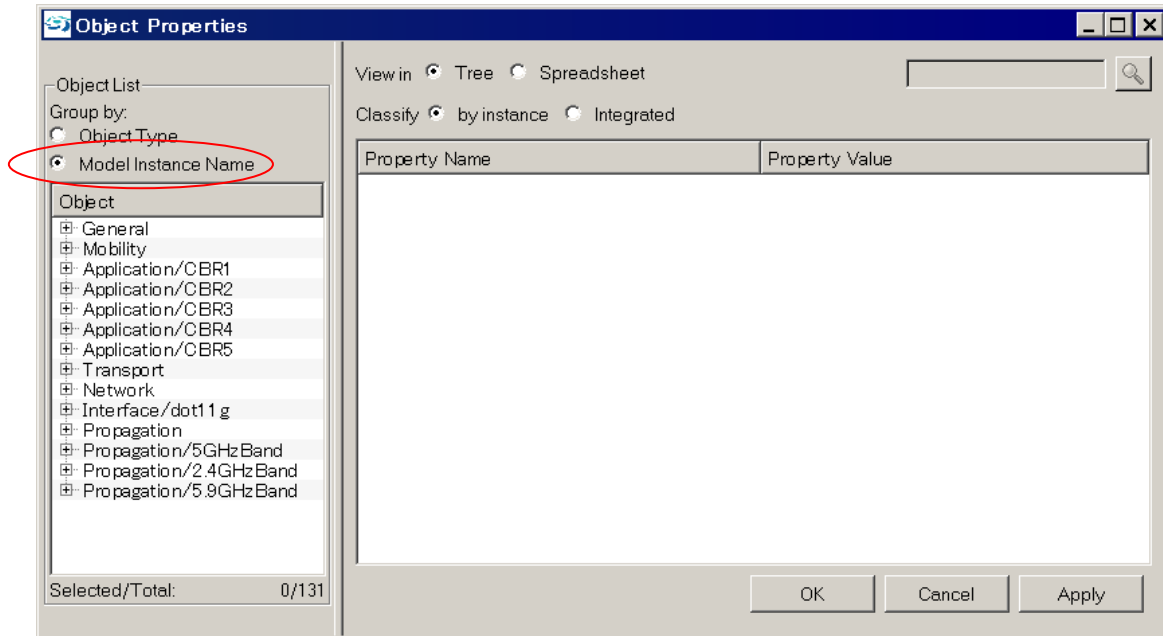 Object Properties
Object List
Group by:
Object Type
Model Instance Name
Object
General
Mobility
Application/CBR1
Application/CBR2
Application/CBR3
Application/CBR4
Application/CBR5
Transport
Network
Interface/dot11g
Propagation
Propagation/5GHzBand
Propagation/2.4GHzBand
Propagation/5.9GHzBand
Selected/Total: 0/131
View in Tree Spreadsheet
Classify by instance Integrated
Property Name Property Value
OK Cancel Apply